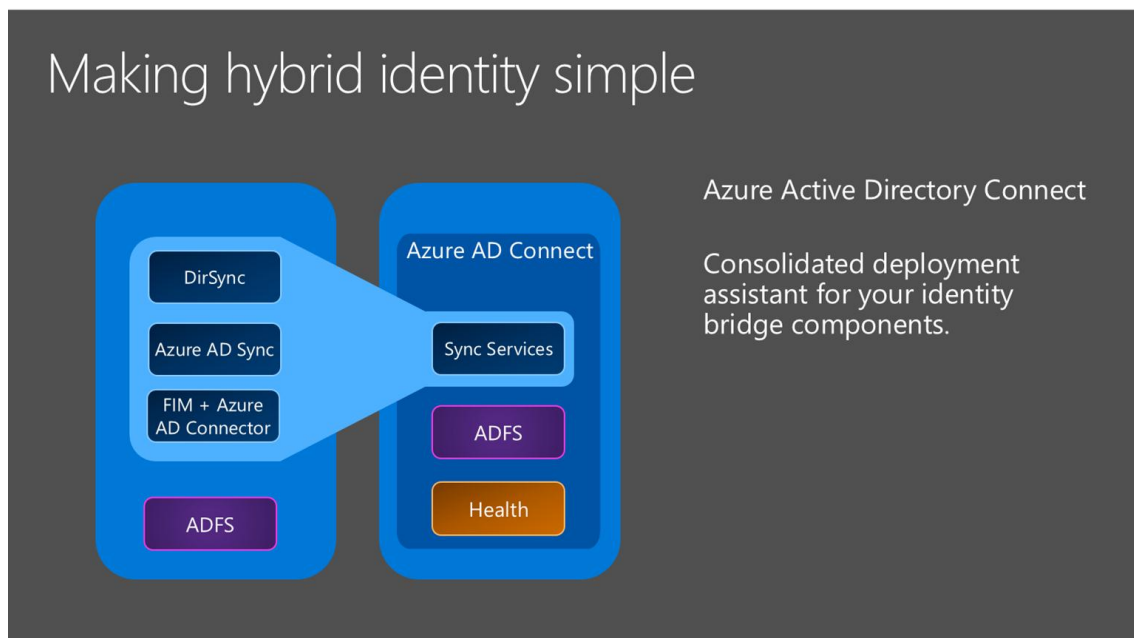 Making hybrid identity simple
DirSync
Azure AD Sync
FIM + Azure
AD Connector
ADFS
Azure AD Connect
Sync Services
ADFS
Health
Azure Active Directory Connect
Consolidated deployment
assistant for your identity
bridge components.